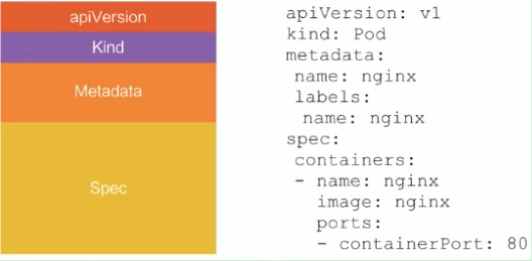 apiVersion
Kind
Metadata
Spec
apiVersion: v1
kind: Pod
metadata:
 name: nginx
 labels:
  name: nginx
spec:
 containers:
 - name: nginx
   image: nginx
   ports:
   - containerPort: 80